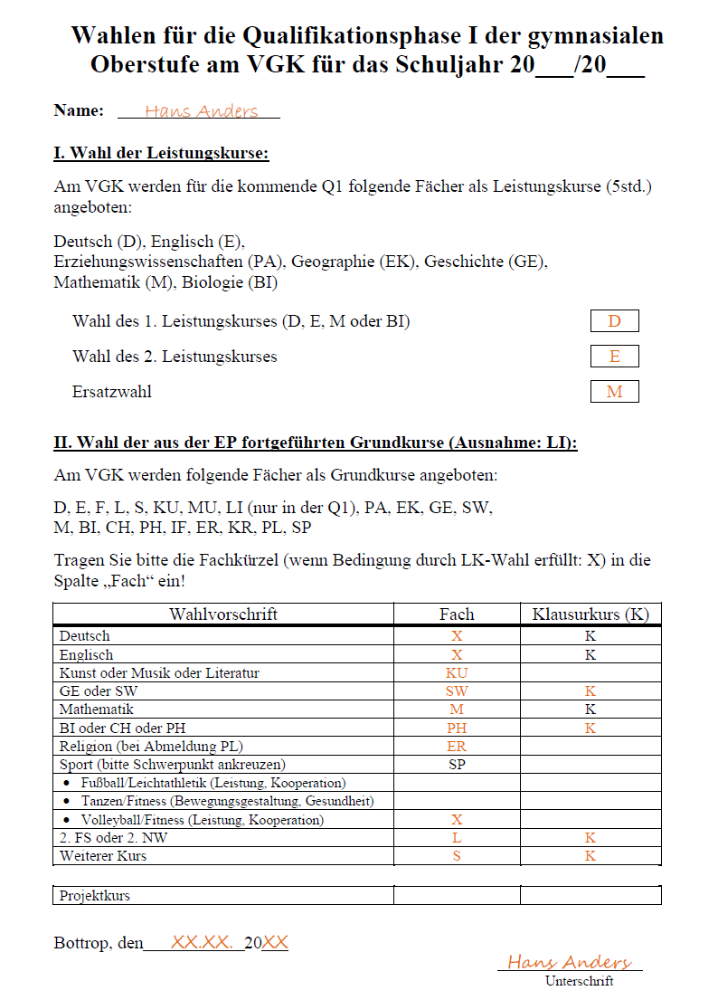 Wahlen für die Qualifikationsphase I der gymnasialen
Oberstufe am VGK für das Schuljahr 20___/20___
Name: Hans Anders
I. Wahl der Leistungskurse:
Am VGK werden für die kommende Q1 folgende Fächer als Leistungskurse (5std.)
angeboten:
Deutsch (D), Englisch (E),
Erziehungswissenschaften (PA), Geographie (EK), Geschichte (GE),
Mathematik (M), Biologie (BI)
Wahl des 1. Leistungskurses (D, E, M oder BI) D
Wahl des 2. Leistungskurses E
Ersatzwahl M
II. Wahl der aus der EP fortgeführten Grundkurse (Ausnahme: LI):
Am VGK werden folgende Fächer als Grundkurse angeboten:
D, E, F, L, S, KU, MU, LI (nur in der Q1), PA, EK, GE, SW,
M, BI, CH, PH, IF, ER, KR, PL, SP
Tragen Sie bitte die Fachkürzel (wenn Bedingung durch LK-Wahl erfüllt: X) in die
Spalte „Fach“ ein!
Wahlvorschrift Fach Klausurkurs (K)
Deutsch X K
Englisch X K
Kunst oder Musik oder Literatur KU
GE oder SW SW K
Mathematik M K
BI oder CH oder PH PH K
Religion (bei Abmeldung PL) ER
Sport (bitte Schwerpunkt ankreuzen) SP
• Fußball/Leichtathletik (Leistung, Kooperation)
• Tanzen/Fitness (Bewegungsgestaltung, Gesundheit)
• Volleyball/Fitness (Leistung, Kooperation) X
2. FS oder 2. NW L K
Weiterer Kurs S K
Projektkurs
Bottrop, den XX.XX. 20XX
Hans Anders
Unterschrift